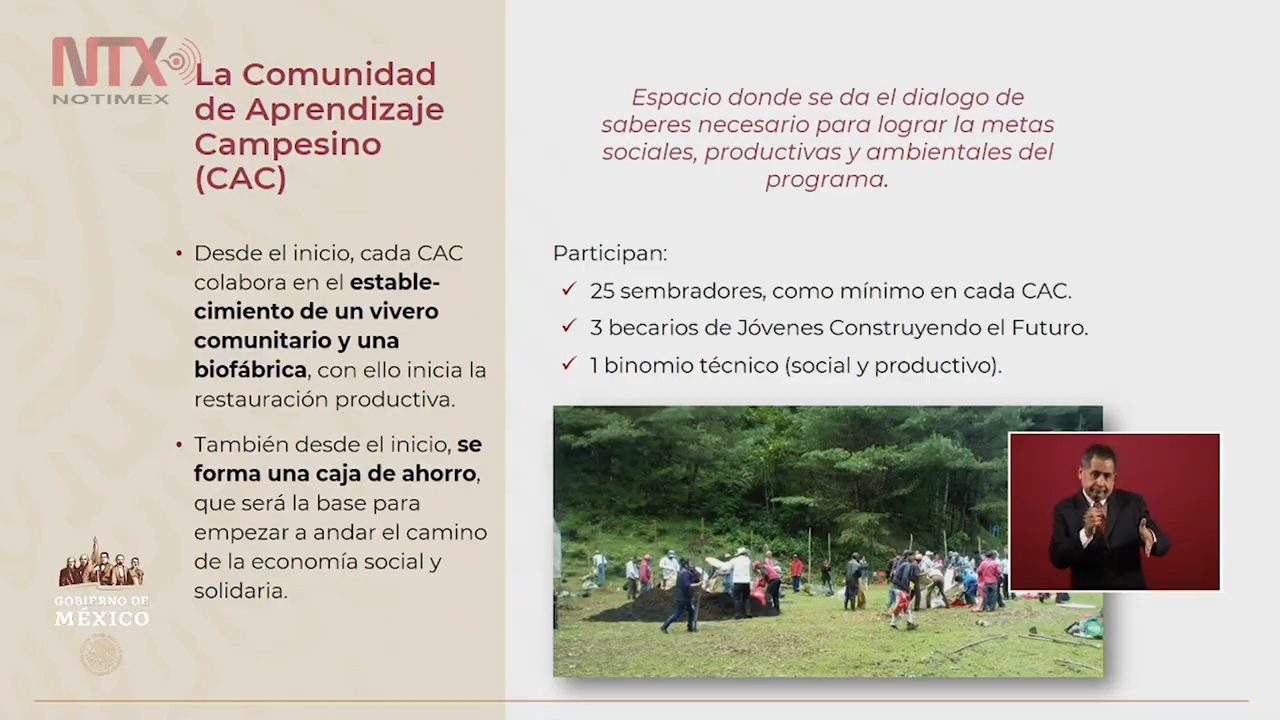 NTX
NOTIMEX
La Comunidad
de Aprendizaje
Campesino
(CAC)
• Desde el inicio, cada CAC
colabora en el estable-
cimiento de un vivero
comunitario y una
biofábrica, con ello inicia la
restauración productiva.
• También desde el inicio, se
forma una caja de ahorro,
que será la base para
empezar a andar el camino
de la economía social y
solidaria.
GOBIERNO DE
MÉXICO
Espacio donde se da el dialogo de
saberes necesario para lograr la metas
sociales, productivas y ambientales del
programa.
Participan:
✓ 25 sembradores, como mínimo en cada CAC.
✓ 3 becarios de Jóvenes Construyendo el Futuro.
✓ 1 binomio técnico (social y productivo).